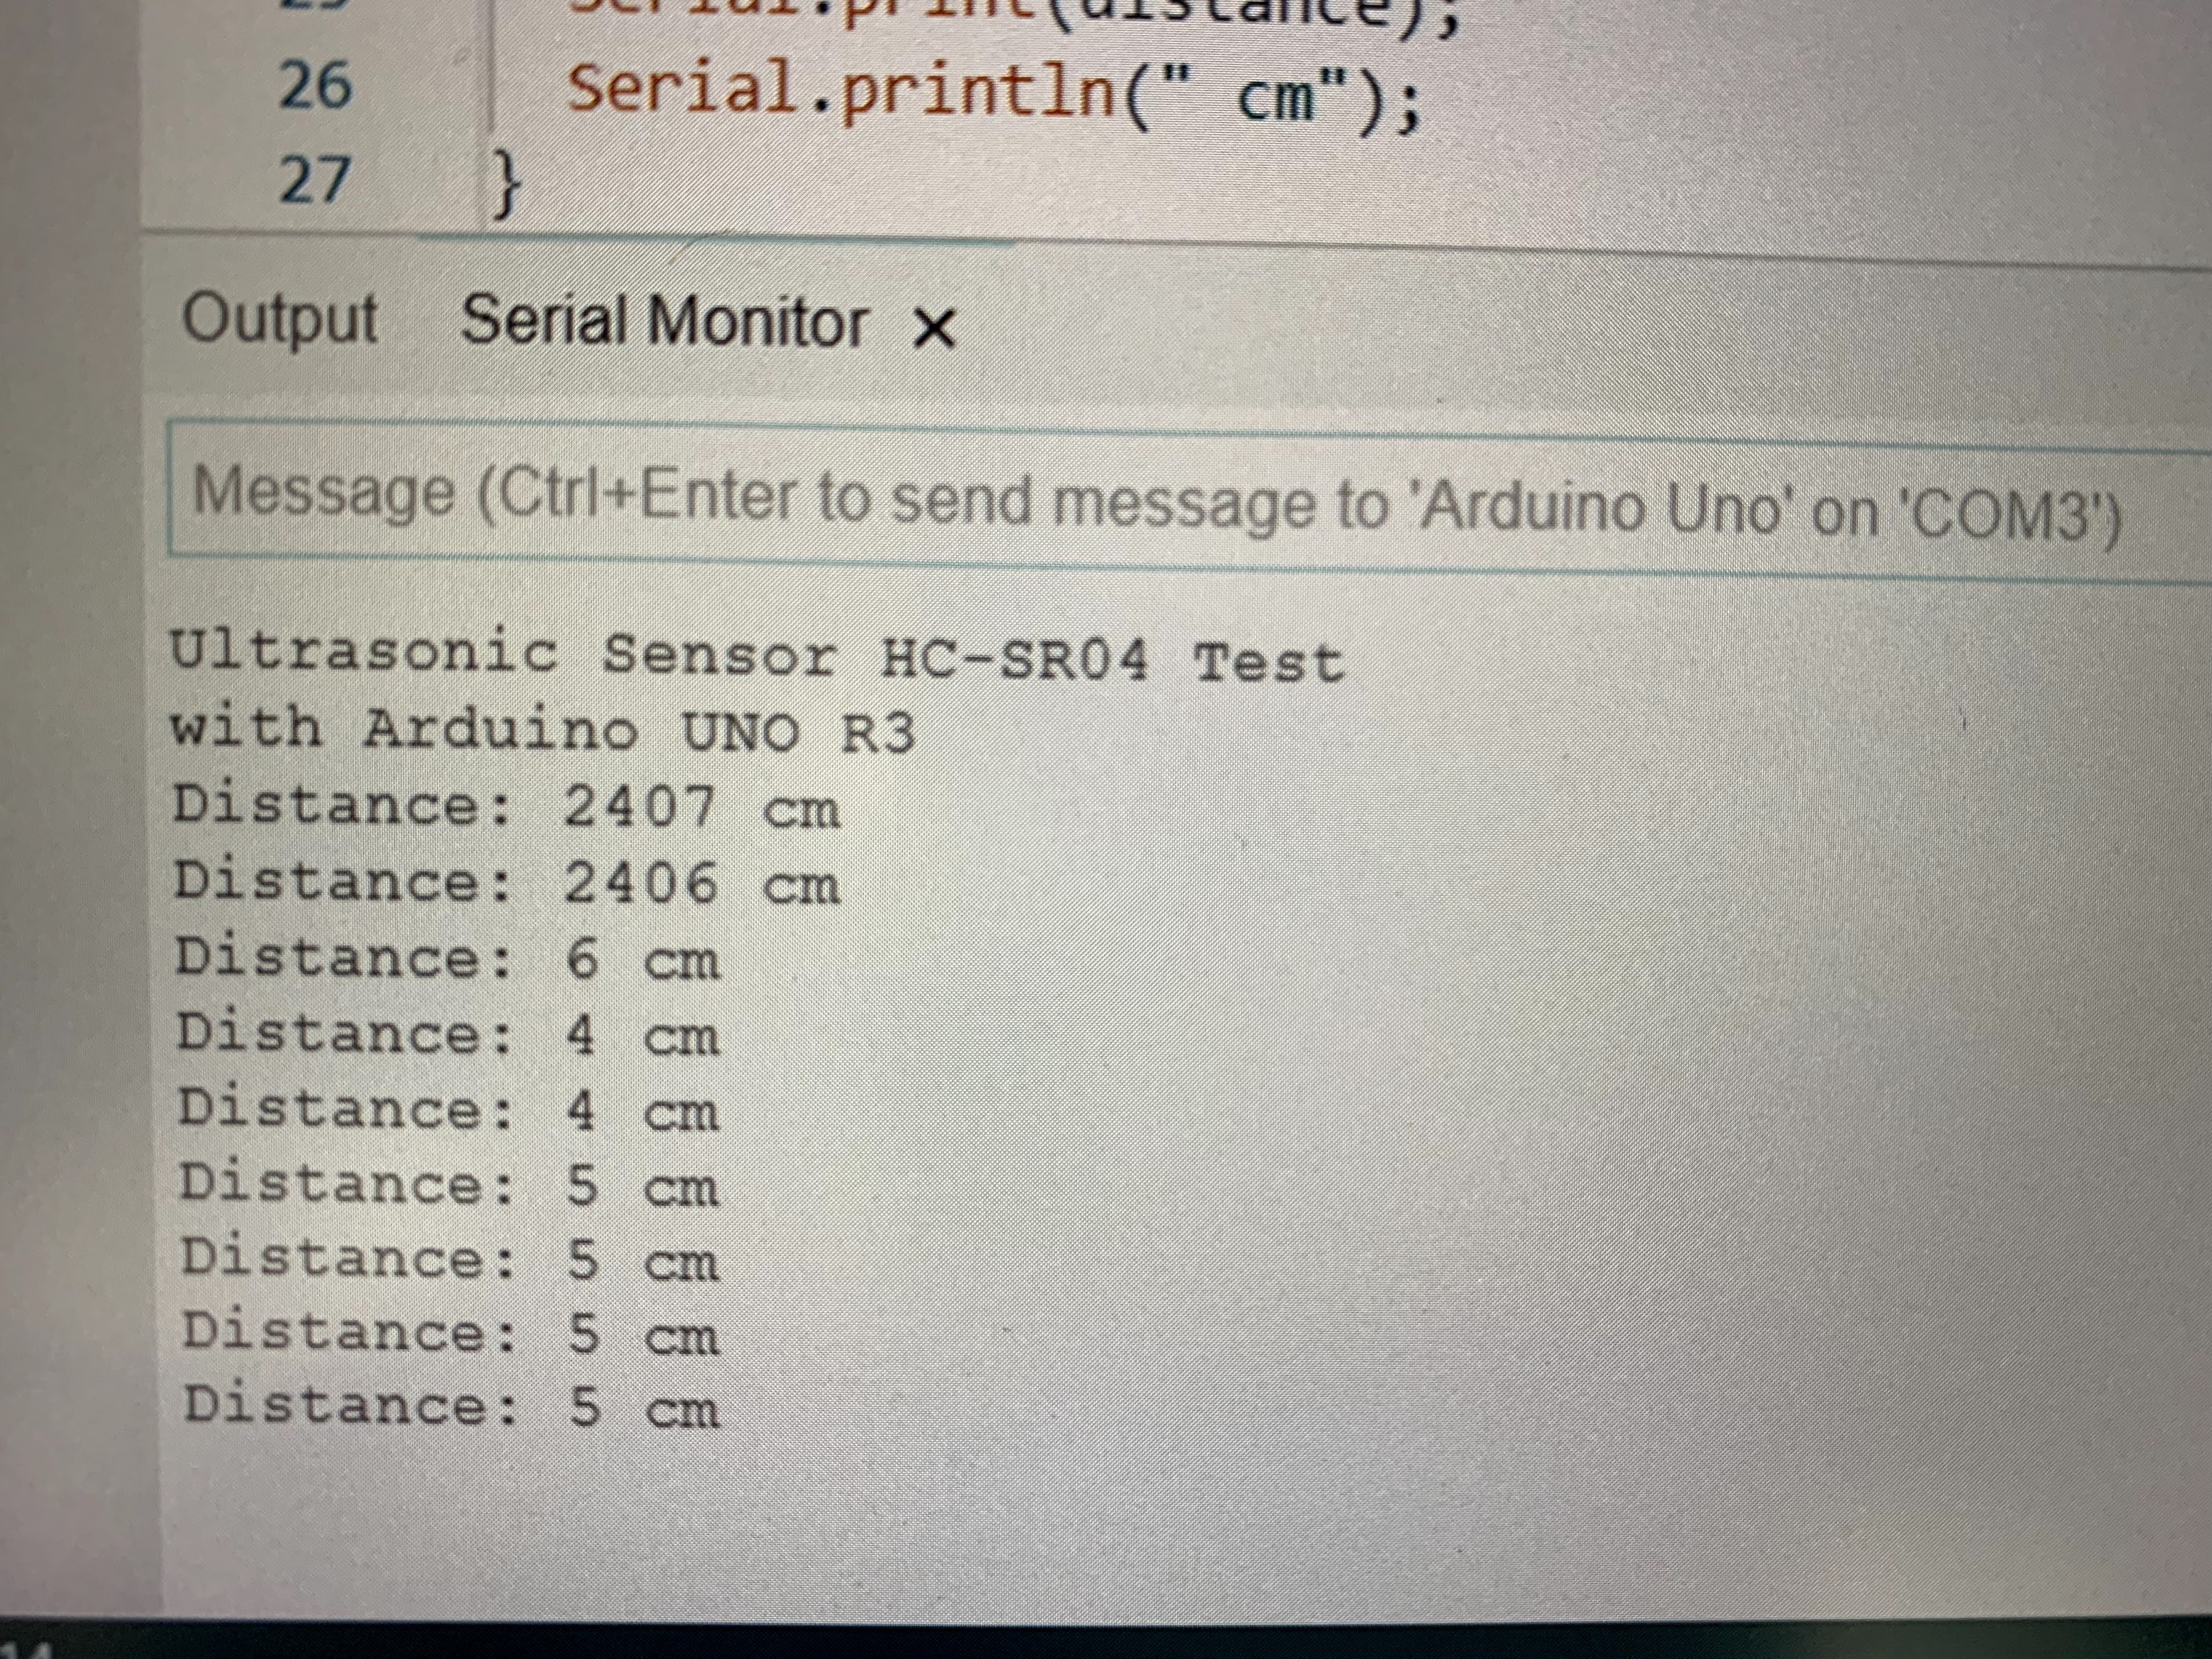 Serial.print(distance);
26 Serial.println(" cm");
27 }
Output Serial Monitor ×
Message (Ctrl+Enter to send message to 'Arduino Uno' on 'COM3')
Ultrasonic Sensor HC-SR04 Test
with Arduino UNO R3
Distance: 2407 cm
Distance: 2406 cm
Distance: 6 cm
Distance: 4 cm
Distance: 4 cm
Distance: 5 cm
Distance: 5 cm
Distance: 5 cm
Distance: 5 cm